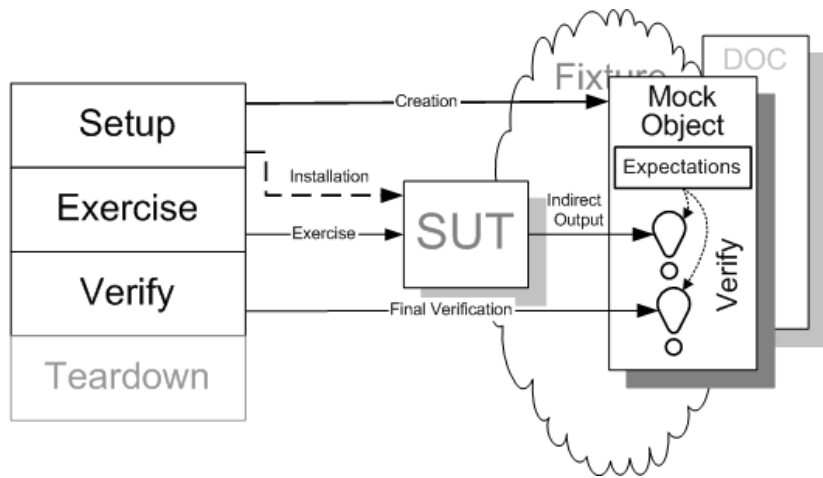 Fixture
DOC
Setup
Creation
Mock
Object
Installation
Expectations
Exercise
Exercise
SUT
Indirect
Output
Verify
Verify
Final Verification
Teardown